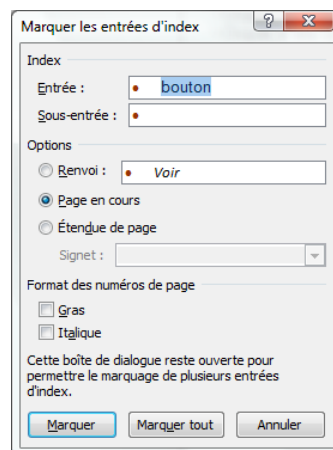 Marquer les entrées d'index
Index
Entrée : • bouton
Sous-entrée : •
Options
Renvoi : • Voir
Page en cours
Étendue de page
Signet :
Format des numéros de page
Gras
Italique
Cette boîte de dialogue reste ouverte pour
permettre le marquage de plusieurs entrées
d'index.
Marquer Marquer tout Annuler